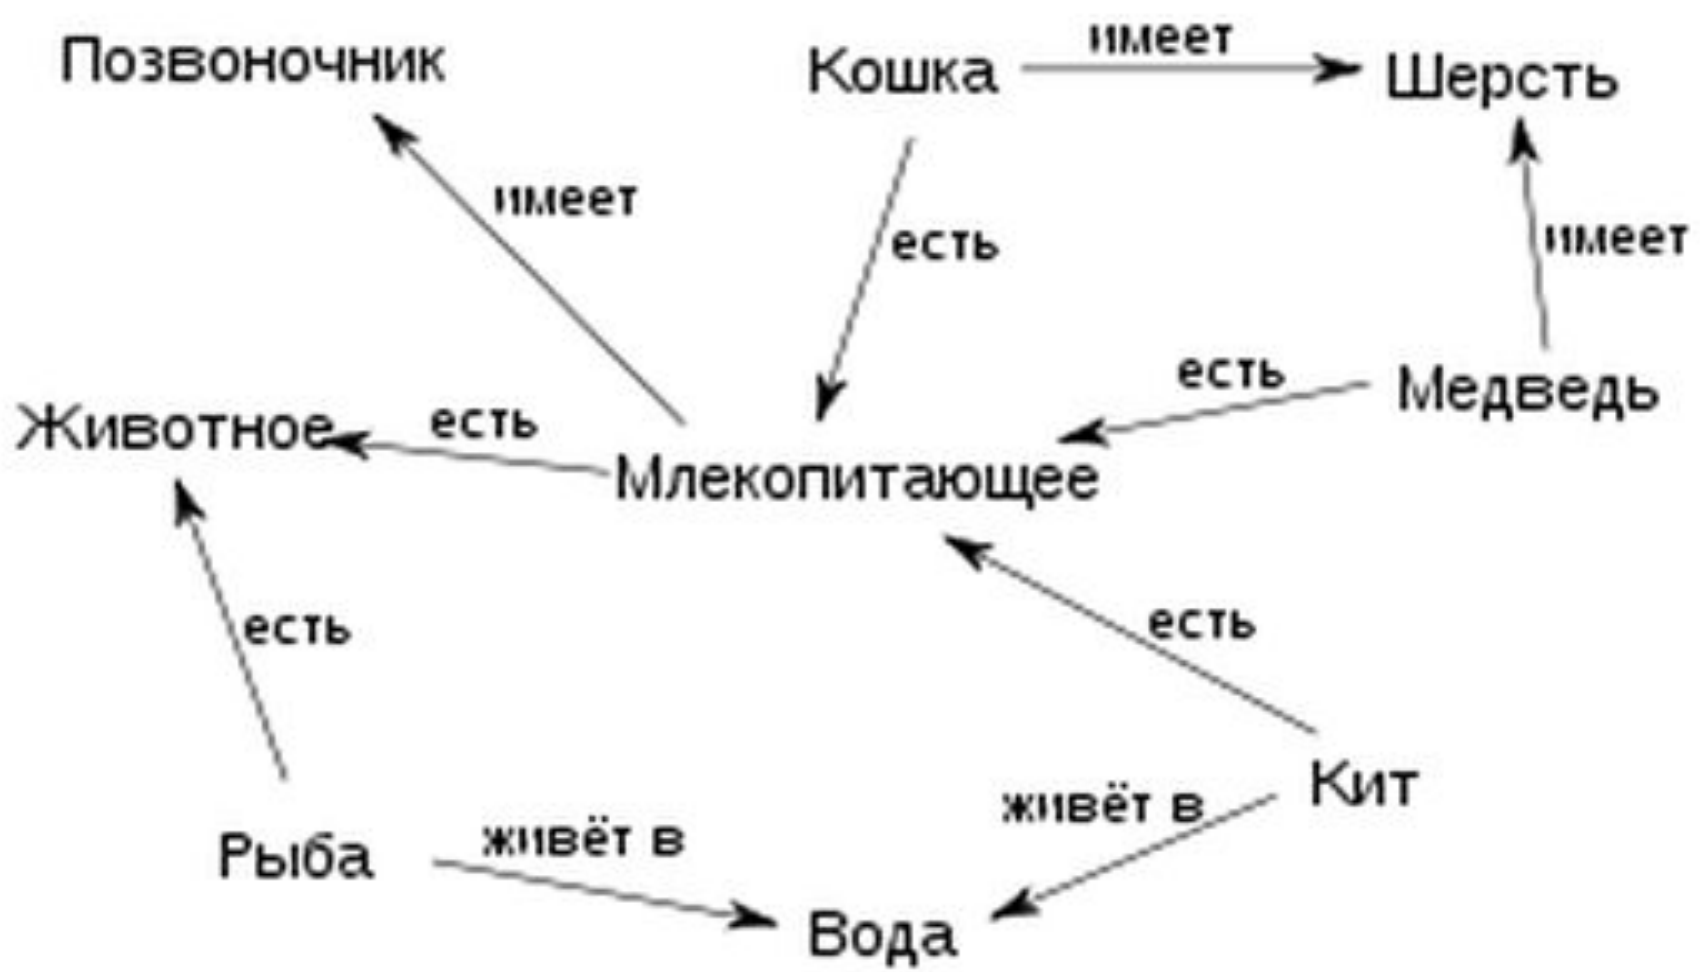 Позвоночник
Кошка
имеет
Шерсть
имеет
есть
имеет
есть
Медведь
Животное
есть
Млекопитающее
есть
есть
Рыба
живёт в
живёт в
Кит
Вода